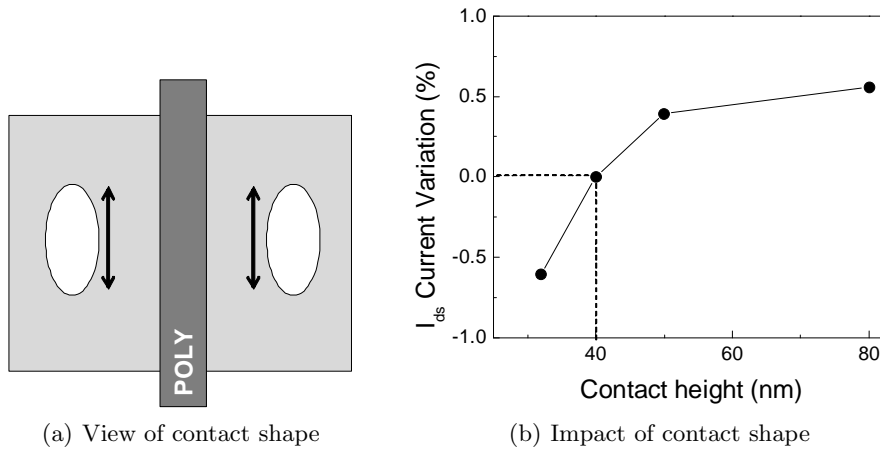 POLY
(a) View of contact shape
I_ds Current Variation (%)
1.0
0.5
0.0
-0.5
-1.0
40
60
80
Contact height (nm)
(b) Impact of contact shape